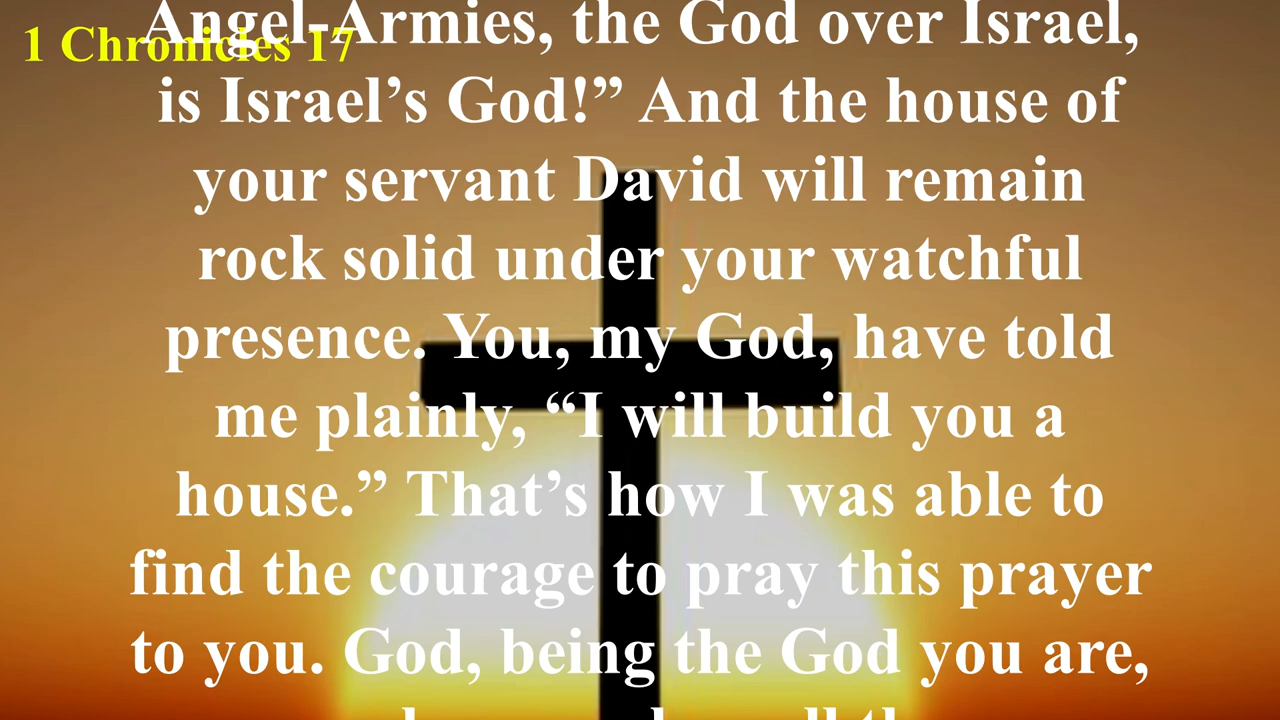 1 Chronicles 17
Angel-Armies, the God over Israel,
is Israel’s God!” And the house of
your servant David will remain
rock solid under your watchful
presence. You, my God, have told
me plainly, “I will build you a
house.” That’s how I was able to
find the courage to pray this prayer
to you. God, being the God you are,